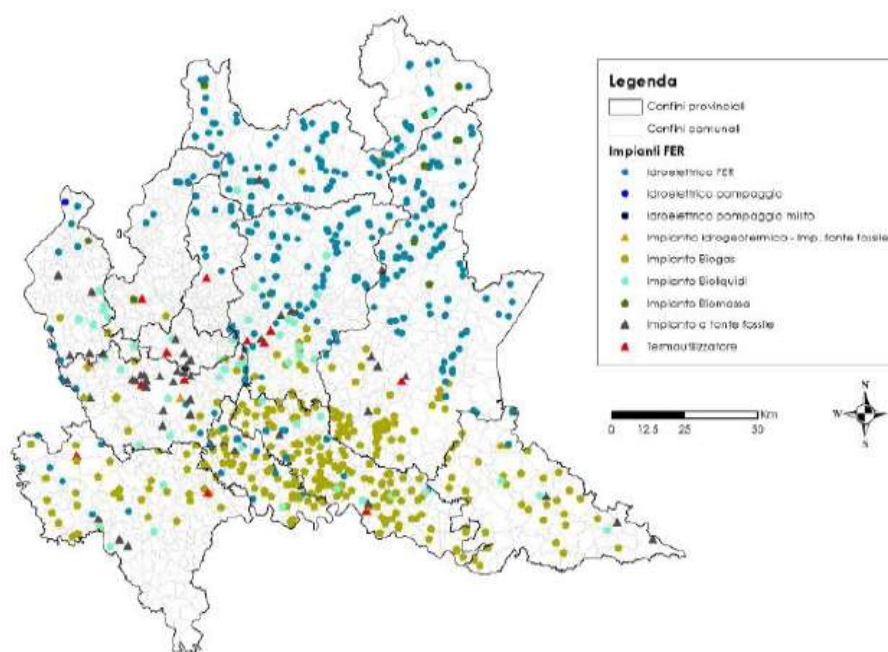 Legenda
Confini provinciali
Confini comunali
Impianti FER
Idroelettrico FER
Idroelettrico pompaggio
Idroelettrico pompaggio misto
Impianto idrogeotermico - Imp. fonte fossile
Impianto Biogas
Impianto Bioliquidi
Impianto Biomassa
Impianto a fonte fossile
Termoutilizzatore
Km
0 12.5 25 50
N
W E
S